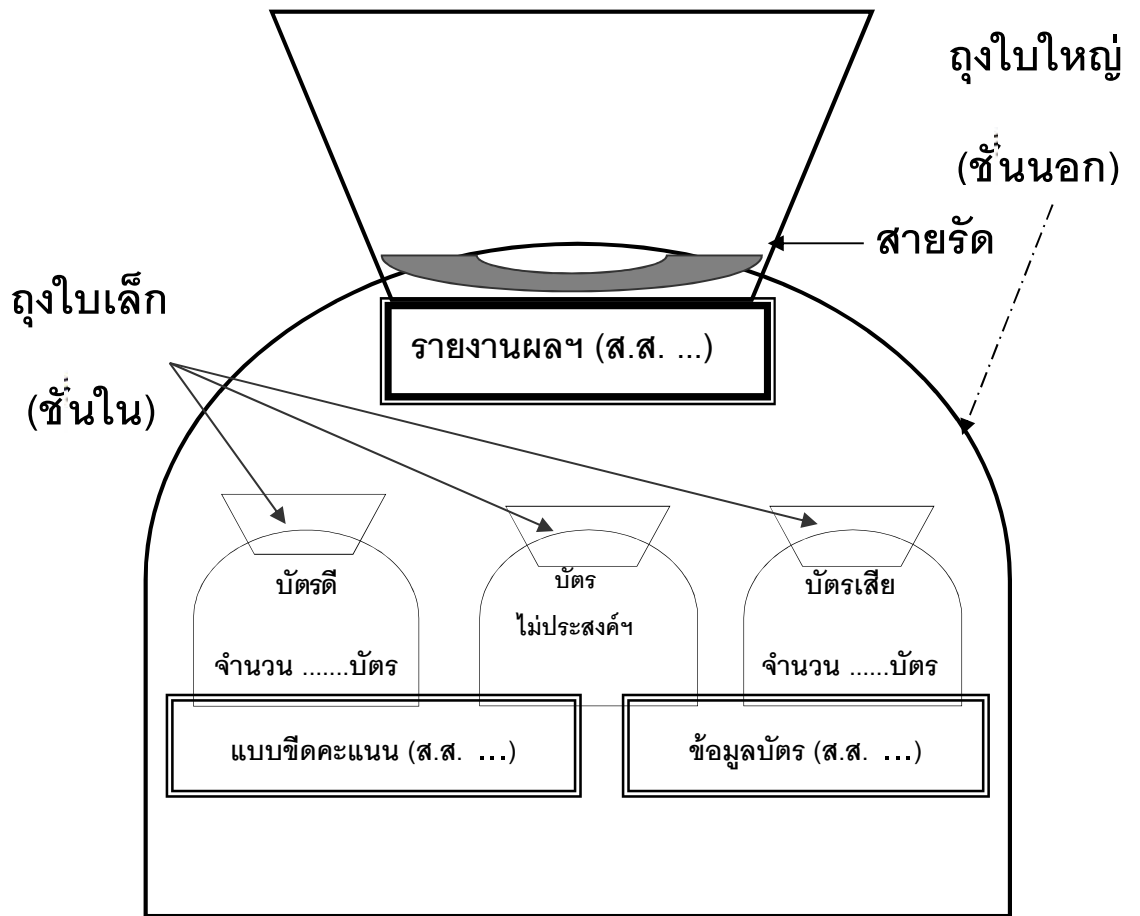 ถุงใบใหญ่
(ชั้นนอก)
สายรัด
ถุงใบเล็ก
(ชั้นใน)
รายงานผลฯ (ส.ส. ...)
บัตรดี
จำนวน .......บัตร
บัตร
ไม่ประสงค์ฯ
บัตรเสีย
จำนวน ......บัตร
แบบขีดคะแนน (ส.ส. ...)
ข้อมูลบัตร (ส.ส. ...)